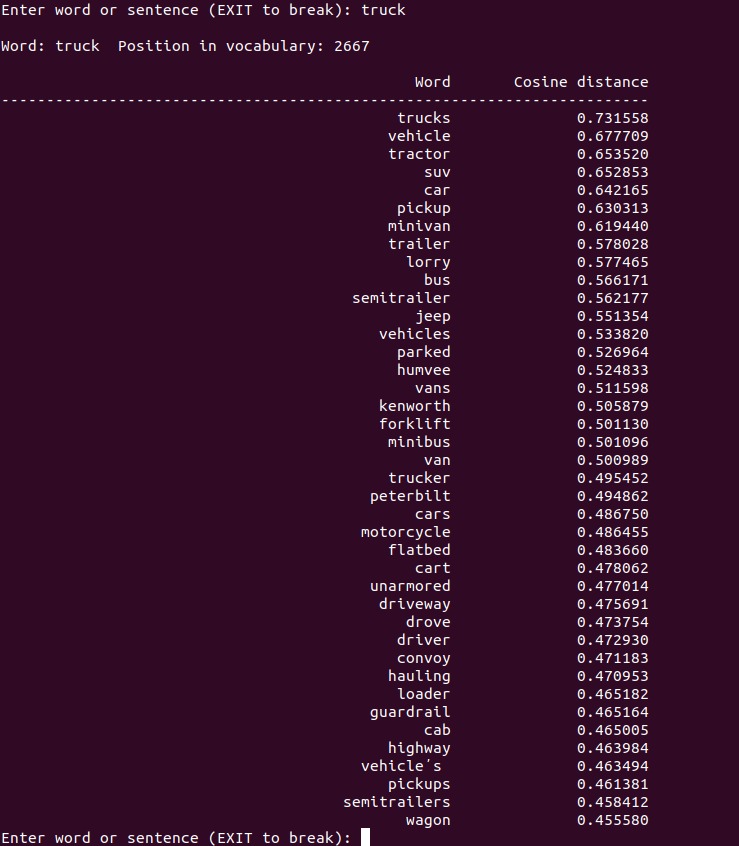 Enter word or sentence (EXIT to break): truck
Word: truck  Position in vocabulary: 2667
Word Cosine distance
------------------------------------------------------------------------
trucks 0.731558
vehicle 0.677709
tractor 0.653520
suv 0.652853
car 0.642165
pickup 0.630313
minivan 0.619440
trailer 0.578028
lorry 0.577465
bus 0.566171
semitrailer 0.562177
jeep 0.551354
vehicles 0.533820
parked 0.526964
humvee 0.524833
vans 0.511598
kenworth 0.505879
forklift 0.501130
minibus 0.501096
van 0.500989
trucker 0.495452
peterbilt 0.494862
cars 0.486750
motorcycle 0.486455
flatbed 0.483660
cart 0.478062
unarmored 0.477014
driveway 0.475691
drove 0.473754
driver 0.472930
convoy 0.471183
hauling 0.470953
loader 0.465182
guardrail 0.465164
cab 0.465005
highway 0.463984
vehicle′s 0.463494
pickups 0.461381
semitrailers 0.458412
wagon 0.455580
Enter word or sentence (EXIT to break):